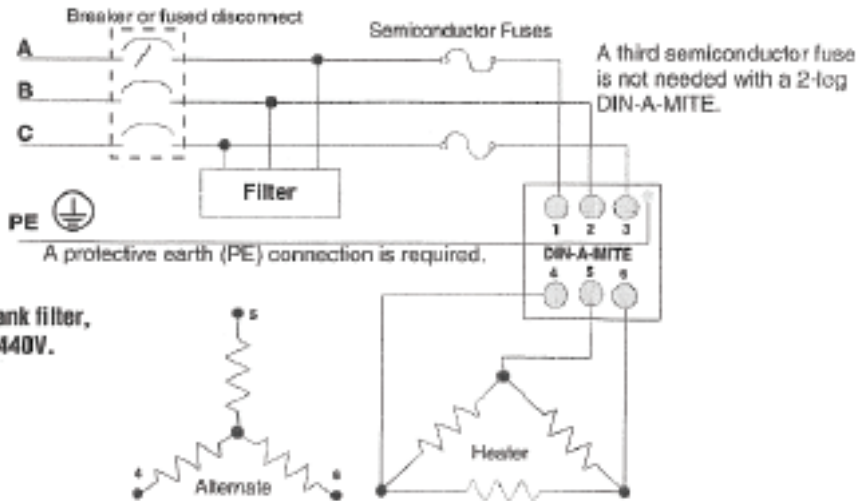 Breaker or fused disconnect
Semiconductor Fuses
A
A third semiconductor fuse
is not needed with a 2-leg
DIN-A-MITE.
B
C
Filter
PE
A protective earth (PE) connection is required.
1 2 3
DIN-A-MITE
4 5 6
ank filter,
440V.
5
4
6
Alternate
Heater